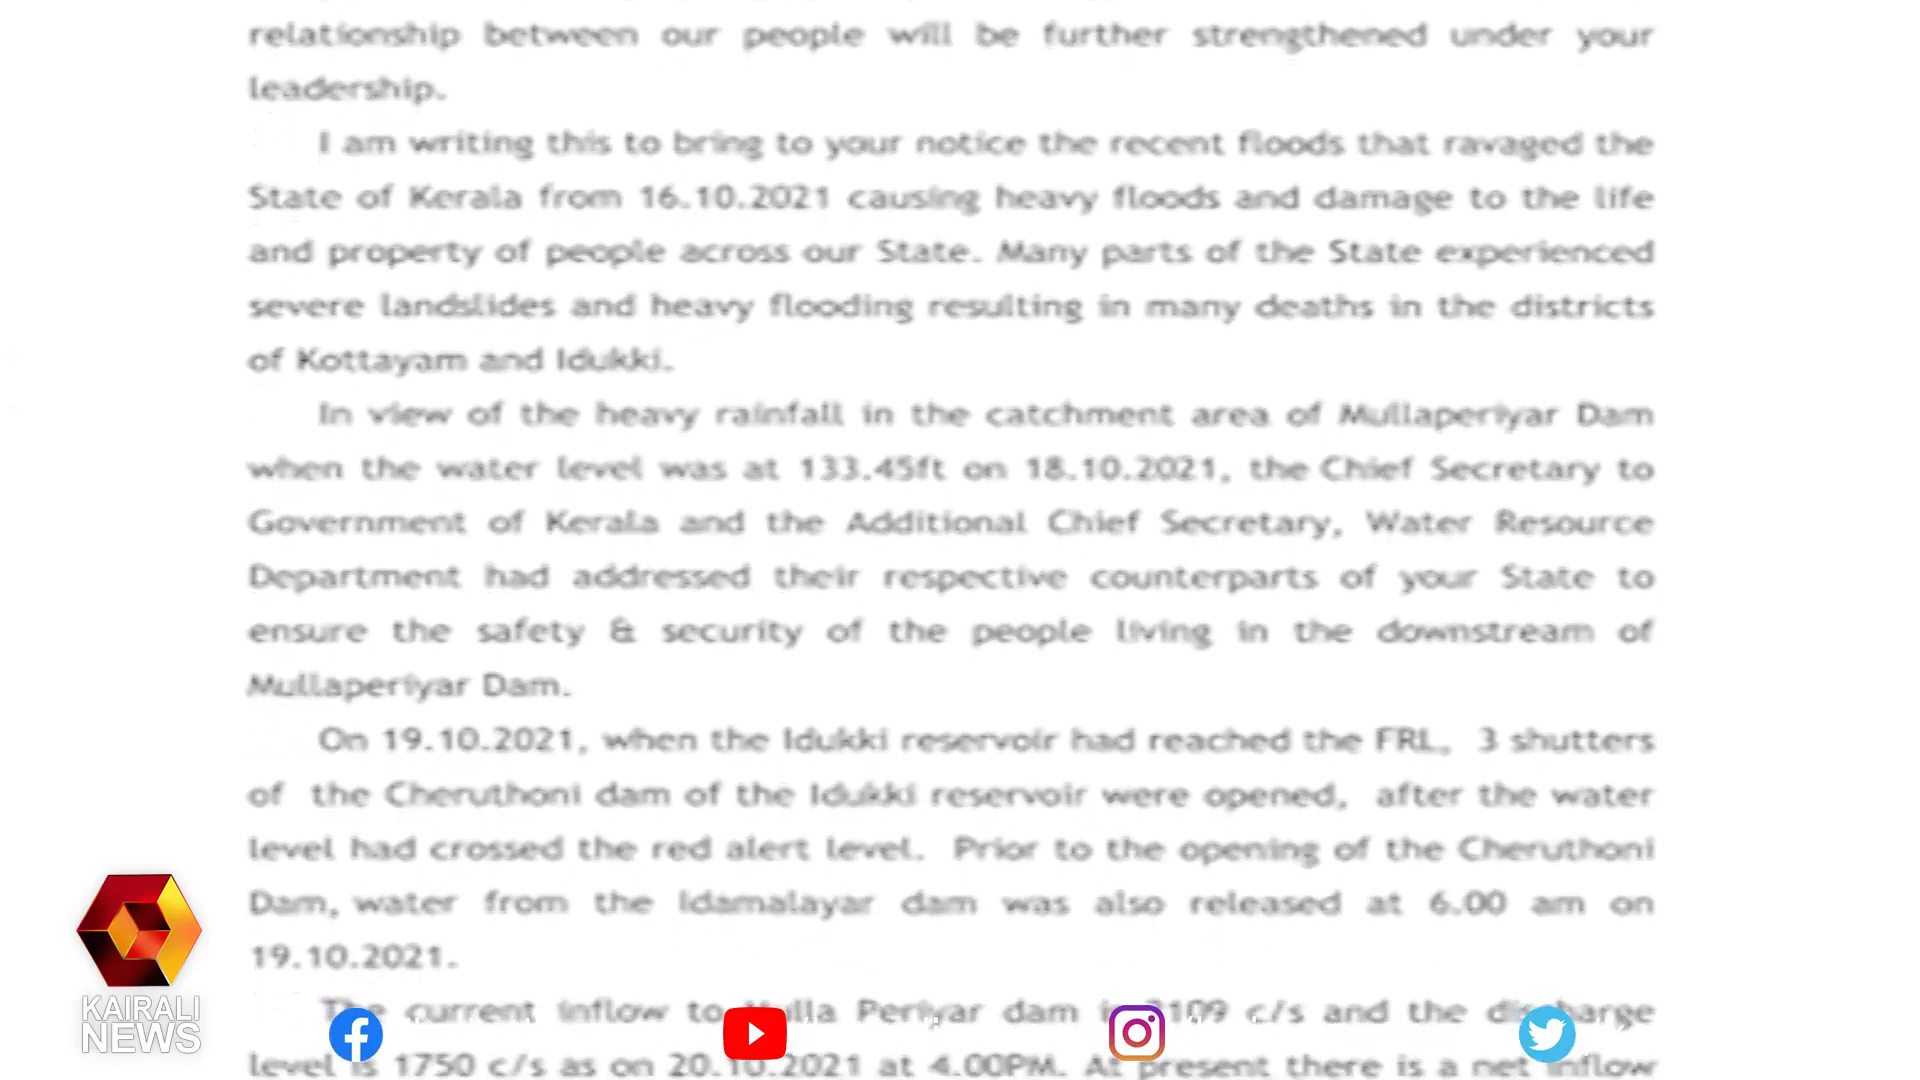 relationship between our people will be further strengthened under your
leadership.
I am writing this to bring to your notice the recent floods that ravaged the
State of Kerala from 16.10.2021 causing heavy floods and damage to the life
and property of people across our State. Many parts of the State experienced
severe landslides and heavy flooding resulting in many deaths in the districts
of Kottayam and Idukki.
In view of the heavy rainfall in the catchment area of Mullaperiyar Dam
when the water level was at 133.45ft on 18.10.2021, the Chief Secretary to
Government of Kerala and the Additional Chief Secretary, Water Resource
Department had addressed their respective counterparts of your State to
ensure the safety & security of the people living in the downstream of
Mullaperiyar Dam.
On 19.10.2021, when the Idukki reservoir had reached the FRL, 3 shutters
of the Cheruthoni dam of the Idukki reservoir were opened, after the water
level had crossed the red alert level. Prior to the opening of the Cheruthoni
Dam, water from the Idamalayar dam was also released at 6.00 am on
19.10.2021.
The current inflow to Mulla Periyar dam is 2109 c/s and the discharge
level is 1750 c/s as on 20.10.2021 at 4.00PM. At present there is a net inflow
KAIRALI
NEWS